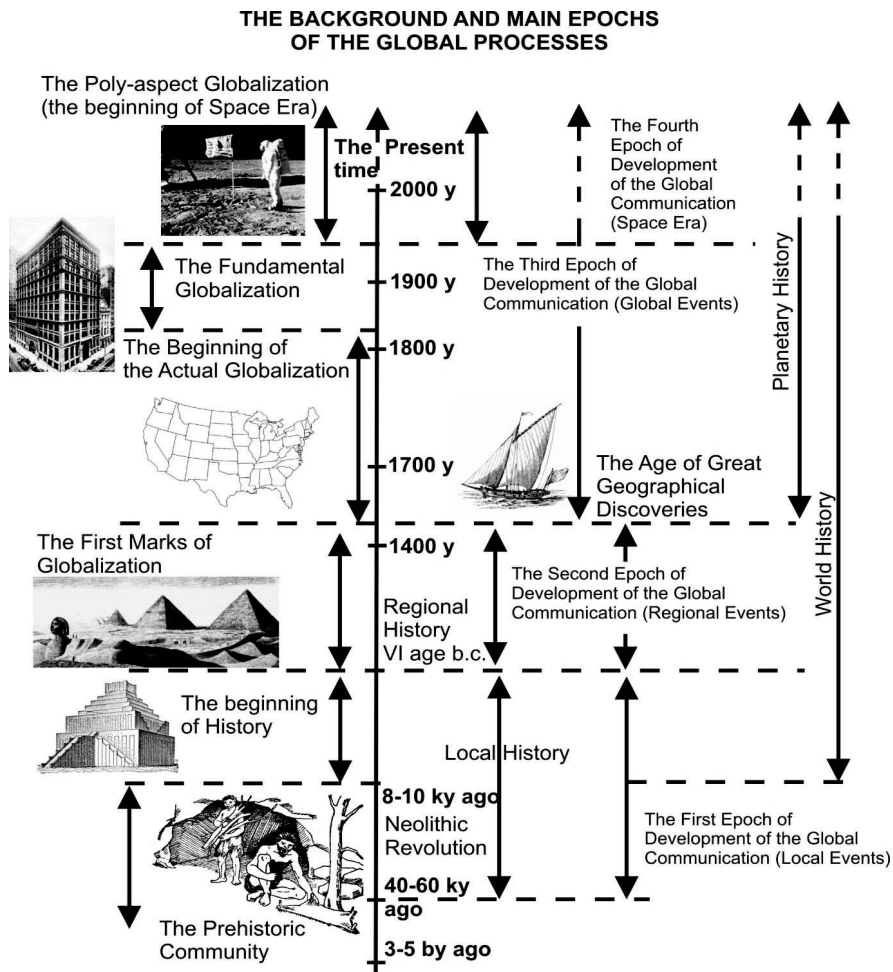 THE BACKGROUND AND MAIN EPOCHS
OF THE GLOBAL PROCESSES
The Poly-aspect Globalization
(the beginning of Space Era)
The Present
time
2000 y
The Fourth
Epoch of
Development
of the Global
Communication
(Space Era)
The Fundamental
Globalization
1900 y
The Third Epoch of
Development of the Global
Communication (Global Events)
Planetary History
The Beginning of
the Actual Globalization
1800 y
1700 y
The Age of Great
Geographical
Discoveries
World History
The First Marks of
Globalization
1400 y
The Second Epoch of
Development of the Global
Communication (Regional Events)
Regional
History
VI age b.c.
The beginning
of History
Local History
8-10 ky ago
Neolithic
Revolution
The First Epoch of
Development of the Global
Communication (Local Events)
40-60 ky
ago
The Prehistoric
Community
3-5 by ago